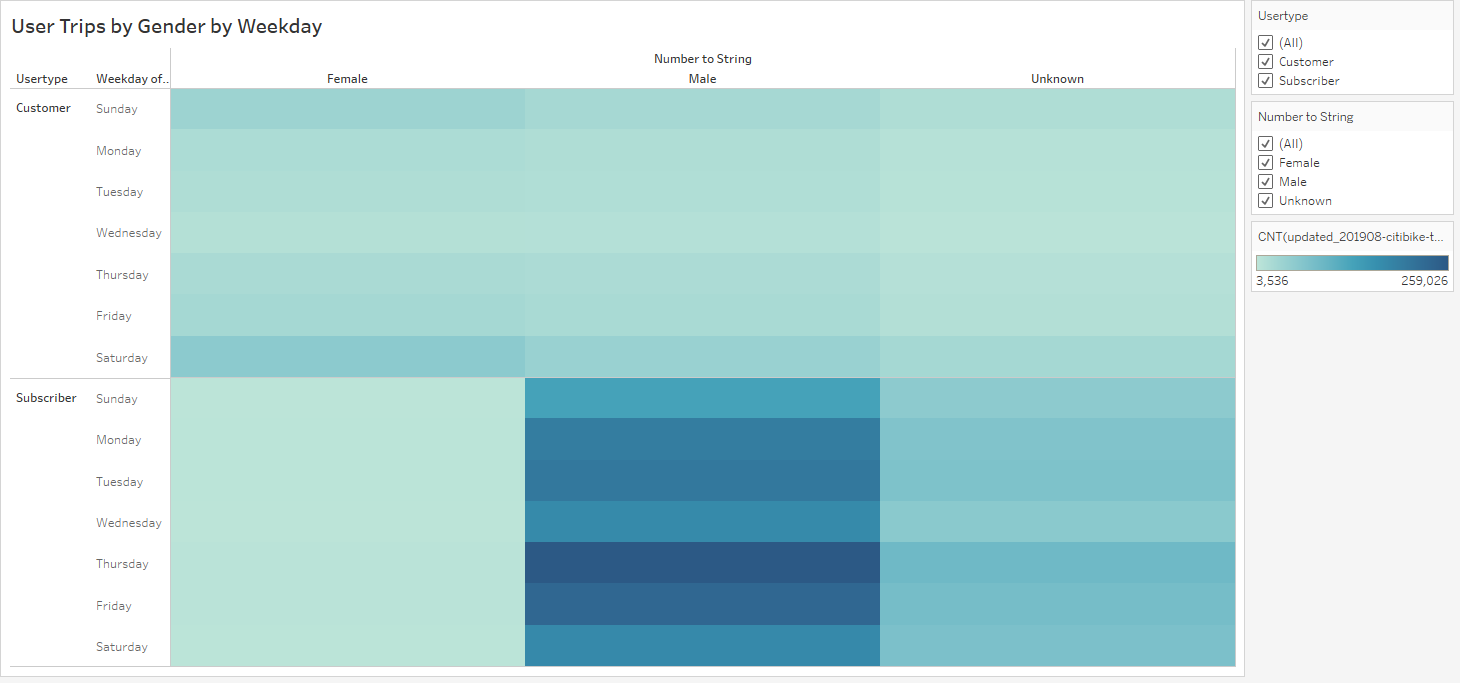 User Trips by Gender by Weekday
Number to String
Usertype Weekday of.. Female Male Unknown
Customer Sunday
Monday
Tuesday
Wednesday
Thursday
Friday
Saturday
Subscriber Sunday
Monday
Tuesday
Wednesday
Thursday
Friday
Saturday
Usertype
(All)
Customer
Subscriber
Number to String
(All)
Female
Male
Unknown
CNT(updated_201908-citibike-t...
3,536 259,026